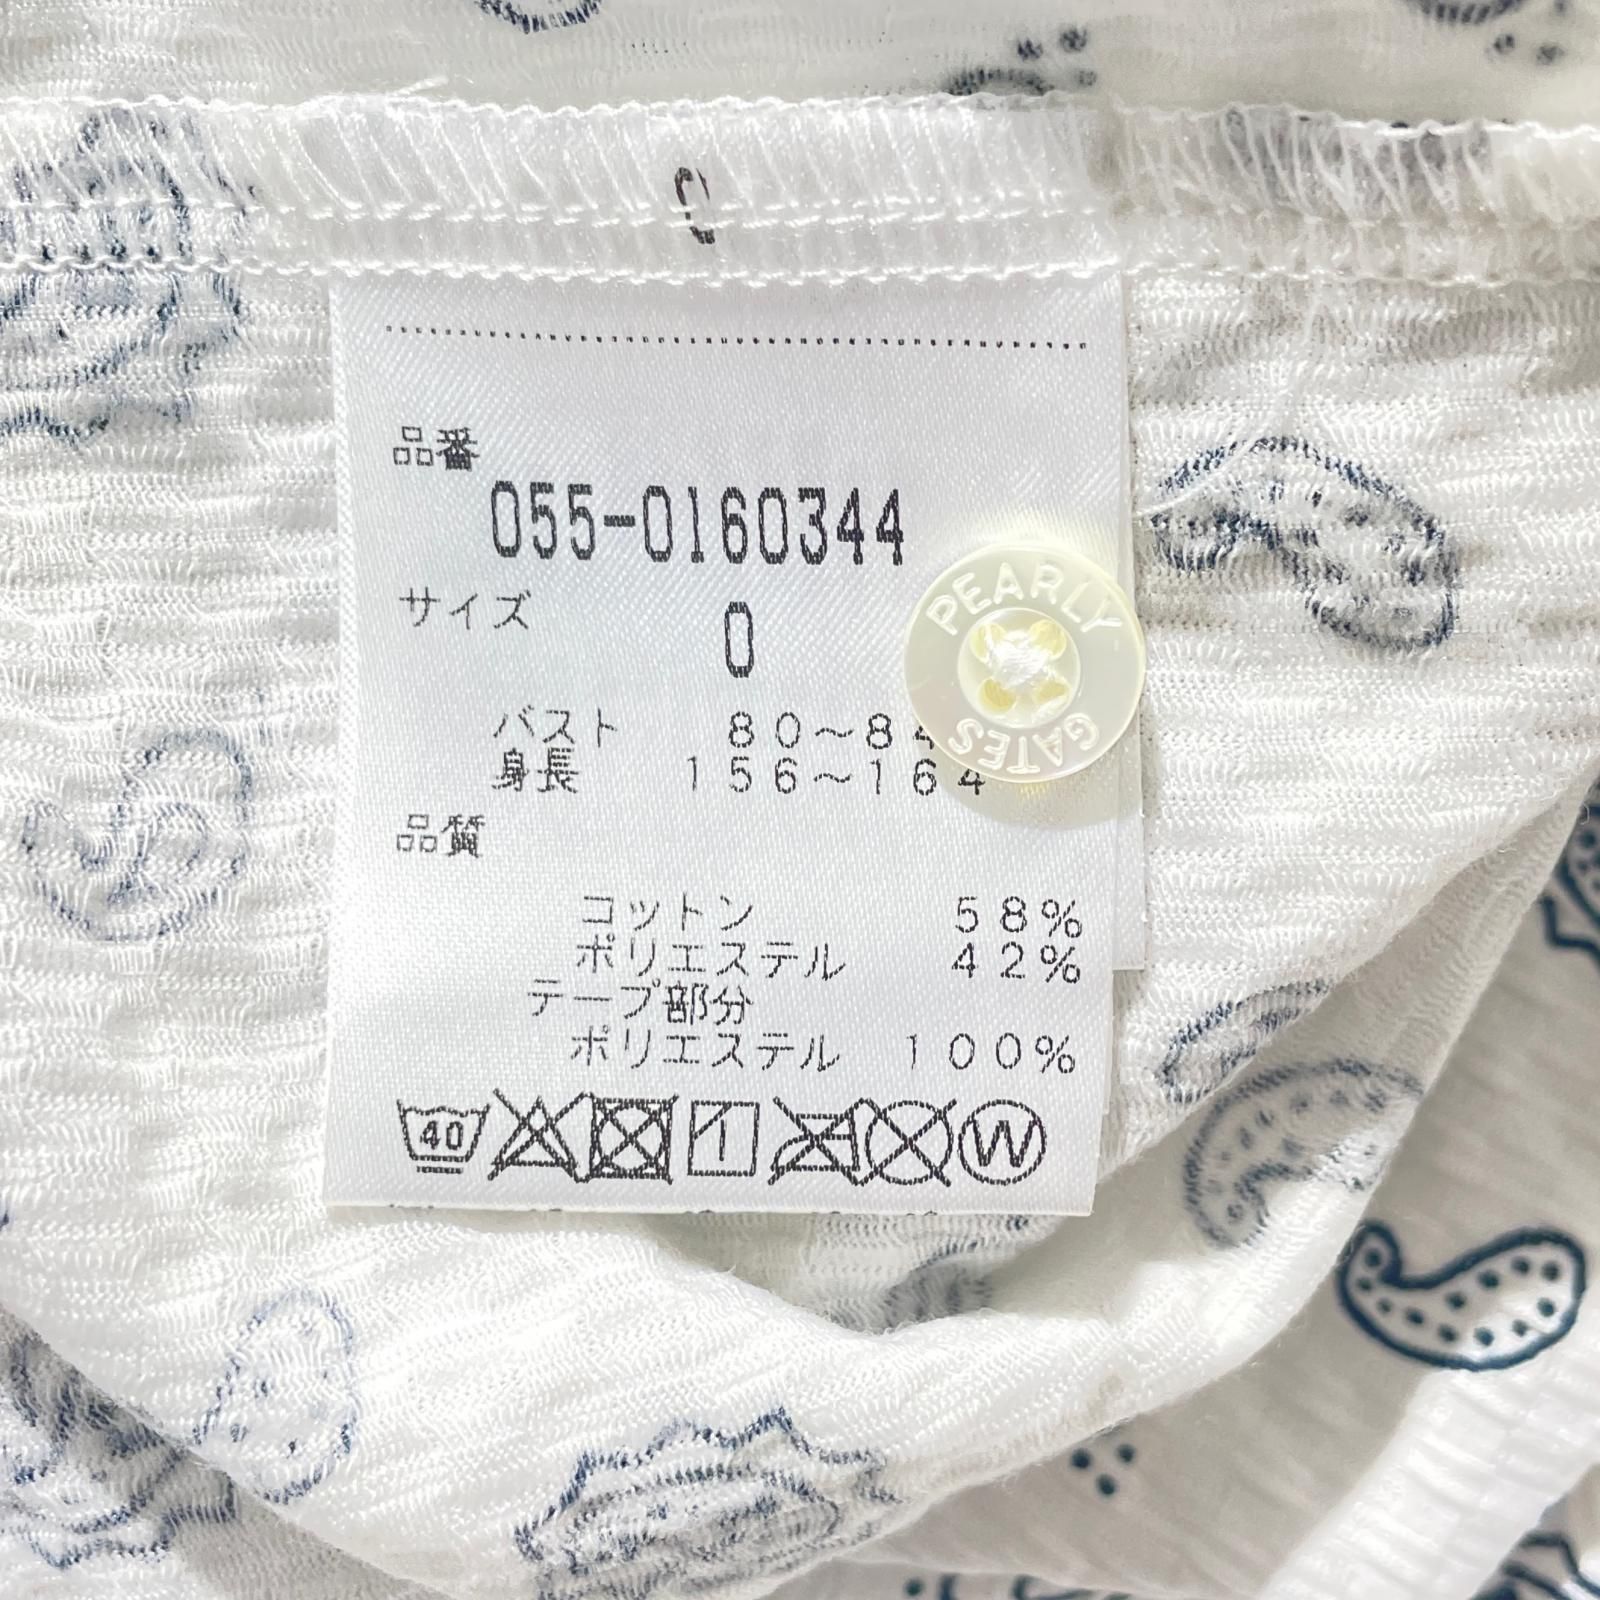 0
品番
055-0160344
サイズ
0
PEARLY
GATES
バスト 80～84
身長 156～164
品質
コットン 58%
ポリエステル 42%
テープ部分
ポリエステル 100%
40
W